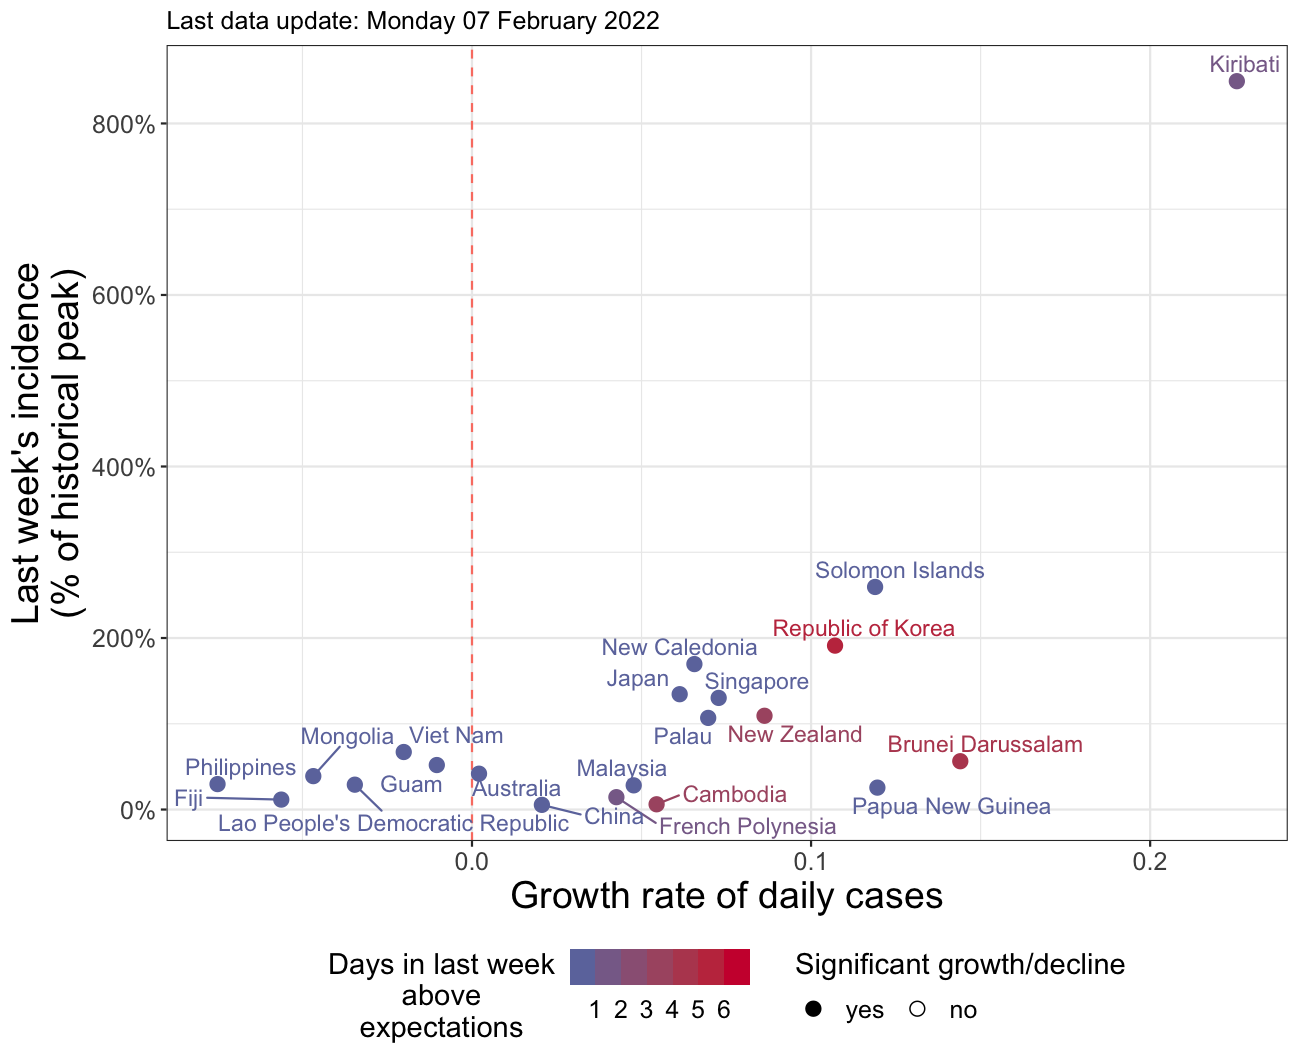 Last data update: Monday 07 February 2022
Last week's incidence
(% of historical peak)
800%
600%
400%
200%
0%
Kiribati
Solomon Islands
Republic of Korea
New Caledonia
Japan
Singapore
Palau
New Zealand
Mongolia
Viet Nam
Brunei Darussalam
Philippines
Malaysia
Guam
Australia
Fiji
Cambodia
Papua New Guinea
China
Lao People's Democratic Republic
French Polynesia
0.0
0.1
0.2
Growth rate of daily cases
Days in last week
above
expectations
1 2 3 4 5 6
Significant growth/decline
yes
no